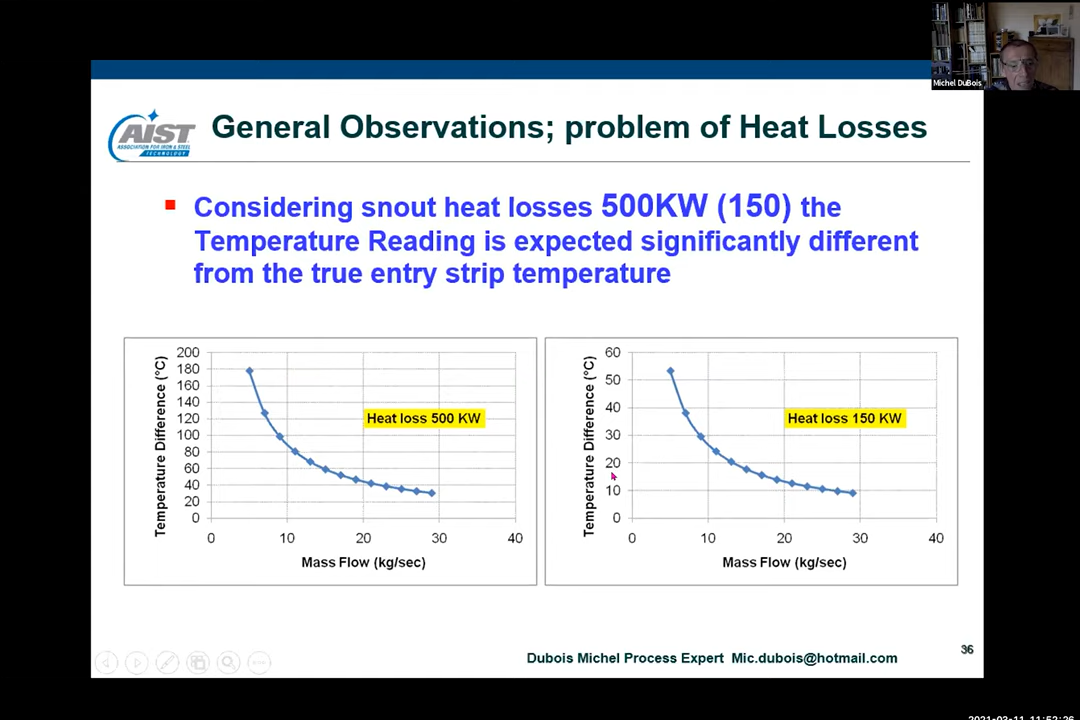 Michel DuBois
AIST
ASSOCIATION FOR IRON & STEEL
TECHNOLOGY
General Observations; problem of Heat Losses
Considering snout heat losses 500KW (150) the
Temperature Reading is expected significantly different
from the true entry strip temperature
Temperature Difference (°C)
200
180
160
140
120
100
80
60
40
20
0
Heat loss 500 KW
0 10 20 30 40
Mass Flow (kg/sec)
Temperature Difference (°C)
60
50
40
30
20
10
0
Heat loss 150 KW
0 10 20 30 40
Mass Flow (kg/sec)
Dubois Michel Process Expert Mic.dubois@hotmail.com
36
2021-03-11 11:52:26